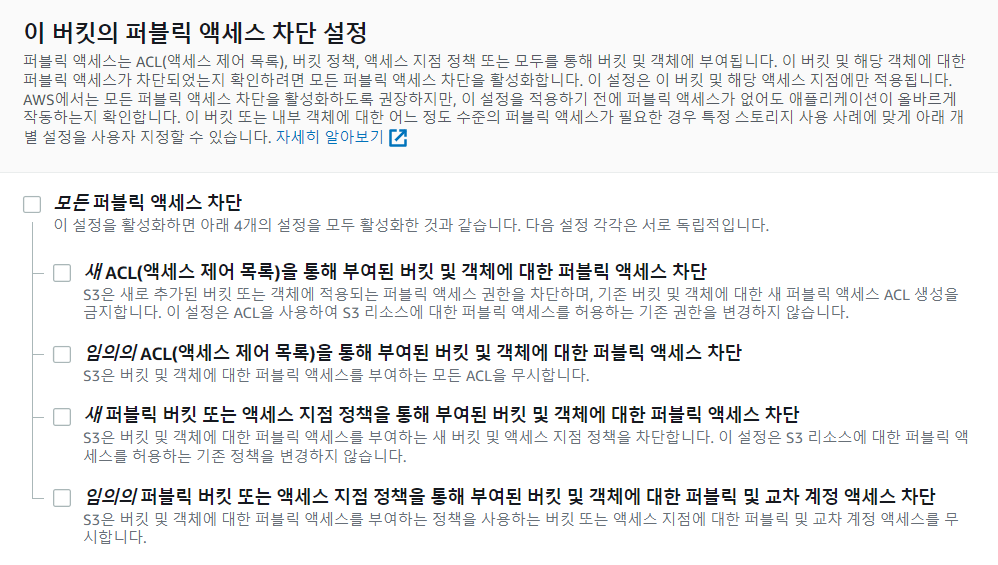 이 버킷의 퍼블릭 액세스 차단 설정
퍼블릭 액세스는 ACL(액세스 제어 목록), 버킷 정책, 액세스 지점 정책 또는 모두를 통해 버킷 및 객체에 부여됩니다. 이 버킷 및 해당 객체에 대한
퍼블릭 액세스가 차단되었는지 확인하려면 모든 퍼블릭 액세스 차단을 활성화합니다. 이 설정은 이 버킷 및 해당 액세스 지점에만 적용됩니다.
AWS에서는 모든 퍼블릭 액세스 차단을 활성화하도록 권장하지만, 이 설정을 적용하기 전에 퍼블릭 액세스가 없어도 애플리케이션이 올바르게
작동하는지 확인합니다. 이 버킷 또는 내부 객체에 대한 어느 정도 수준의 퍼블릭 액세스가 필요한 경우 특정 스토리지 사용 사례에 맞게 아래 개
별 설정을 사용자 지정할 수 있습니다. 자세히 알아보기
모든 퍼블릭 액세스 차단
이 설정을 활성화하면 아래 4개의 설정을 모두 활성화한 것과 같습니다. 다음 설정 각각은 서로 독립적입니다.
새 ACL(액세스 제어 목록)을 통해 부여된 버킷 및 객체에 대한 퍼블릭 액세스 차단
S3은 새로 추가된 버킷 또는 객체에 적용되는 퍼블릭 액세스 권한을 차단하며, 기존 버킷 및 객체에 대한 새 퍼블릭 액세스 ACL 생성을
금지합니다. 이 설정은 ACL을 사용하여 S3 리소스에 대한 퍼블릭 액세스를 허용하는 기존 권한을 변경하지 않습니다.
임의의 ACL(액세스 제어 목록)을 통해 부여된 버킷 및 객체에 대한 퍼블릭 액세스 차단
S3은 버킷 및 객체에 대한 퍼블릭 액세스를 부여하는 모든 ACL을 무시합니다.
새 퍼블릭 버킷 또는 액세스 지점 정책을 통해 부여된 버킷 및 객체에 대한 퍼블릭 액세스 차단
S3은 버킷 및 객체에 대한 퍼블릭 액세스를 부여하는 새 버킷 및 액세스 지점 정책을 차단합니다. 이 설정은 S3 리소스에 대한 퍼블릭 액
세스를 허용하는 기존 정책을 변경하지 않습니다.
임의의 퍼블릭 버킷 또는 액세스 지점 정책을 통해 부여된 버킷 및 객체에 대한 퍼블릭 및 교차 계정 액세스 차단
S3은 버킷 및 객체에 대한 퍼블릭 액세스를 부여하는 정책을 사용하는 버킷 또는 액세스 지점에 대한 퍼블릭 및 교차 계정 액세스를 무
시합니다.